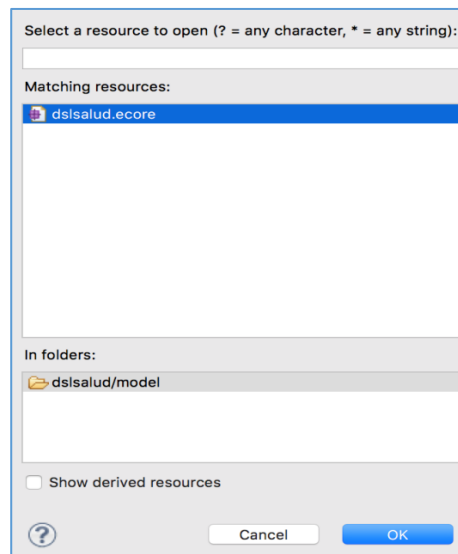 Select a resource to open (? = any character, * = any string):
Matching resources:
dslsalud.ecore
In folders:
dslsalud/model
Show derived resources
?
Cancel
OK